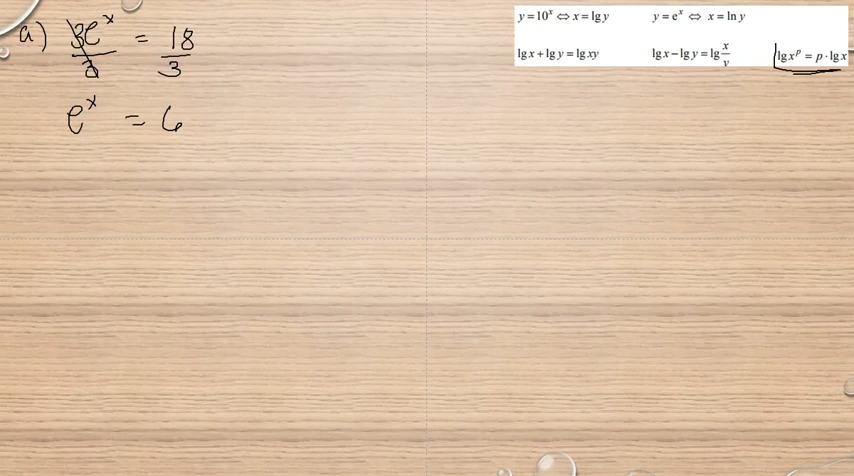 a) 3e^x = 18
3 3
e^x = 6
y = 10^x ⇔ x = lg y
y = e^x ⇔ x = ln y
lg x + lg y = lg xy
lg x − lg y = lg x/y
lg x^p = p · lg x